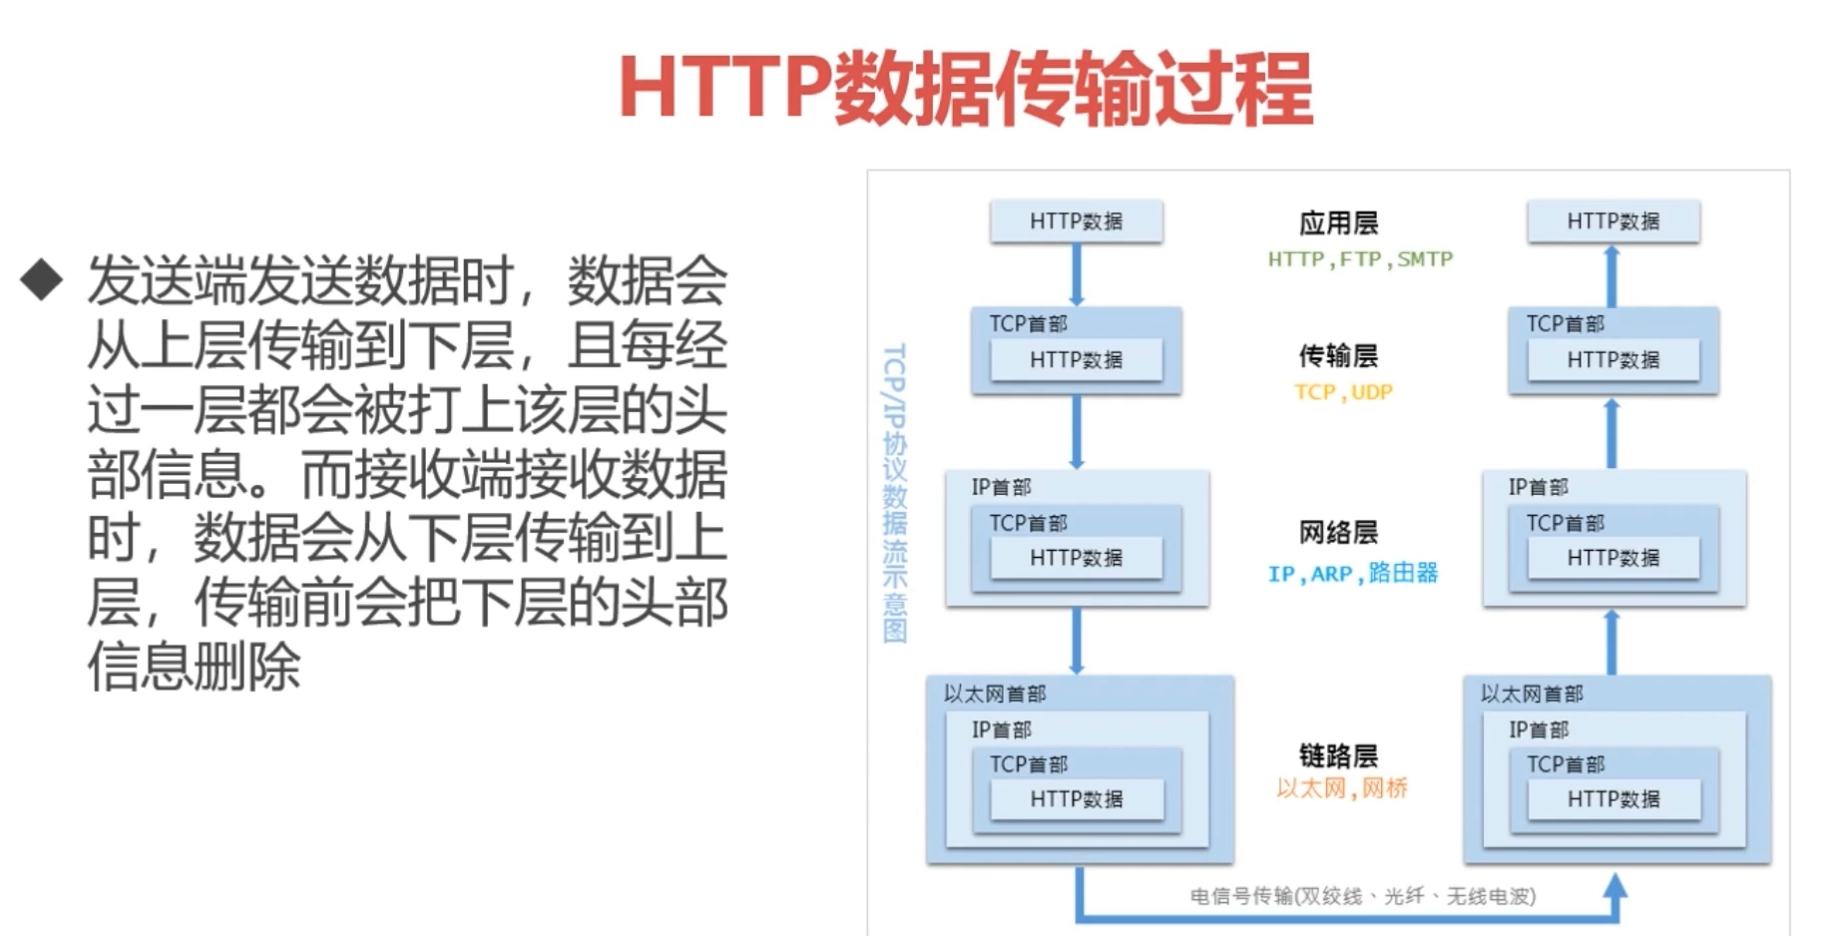 HTTP数据传输过程
◆ 发送端发送数据时，数据会
从上层传输到下层，且每经
过一层都会被打上该层的头
部信息。而接收端接收数据
时，数据会从下层传输到上
层，传输前会把下层的头部
信息删除
TCP/IP协议数据流示意图
HTTP数据
应用层
HTTP,FTP,SMTP
HTTP数据
TCP首部
HTTP数据
传输层
TCP,UDP
TCP首部
HTTP数据
IP首部
TCP首部
HTTP数据
网络层
IP,ARP,路由器
IP首部
TCP首部
HTTP数据
以太网首部
IP首部
TCP首部
HTTP数据
链路层
以太网,网桥
以太网首部
IP首部
TCP首部
HTTP数据
电信号传输(双绞线、光纤、无线电波)